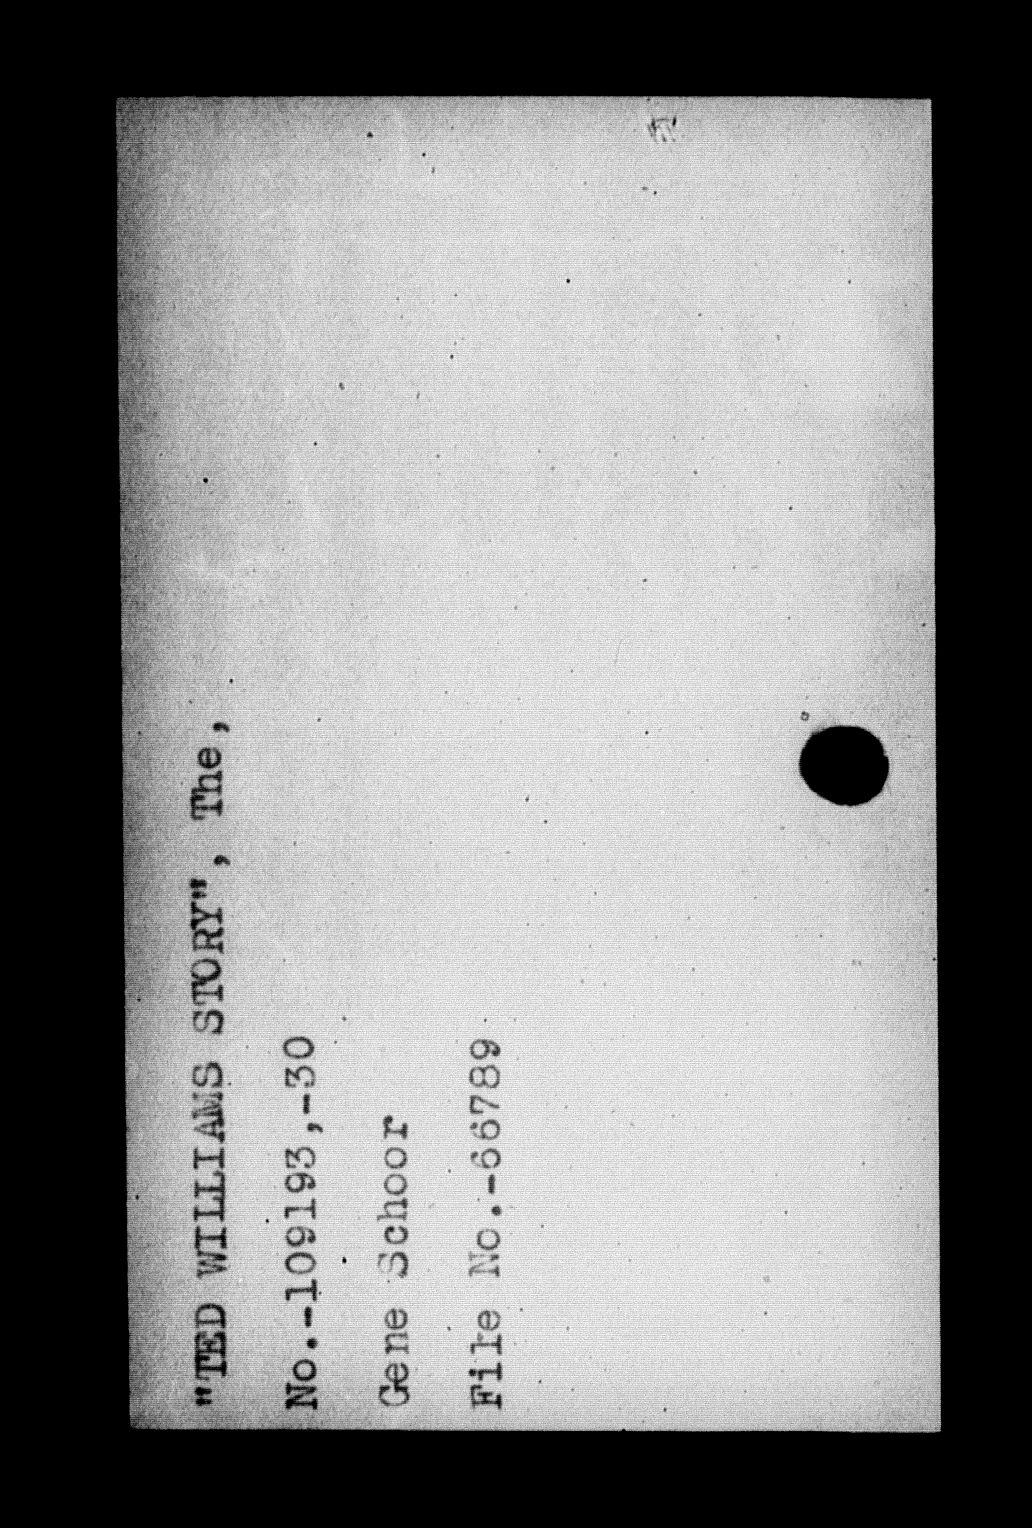 "TED WILLIAMS STORY", The,
No.-109193,-30
Gene Schoor
File No.-66789